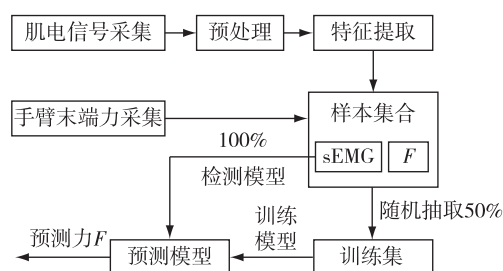 肌电信号采集
预处理
特征提取
手臂末端力采集
样本集合
sEMG
F
100%
检测模型
随机抽取50%
训练
模型
预测力F
预测模型
训练集